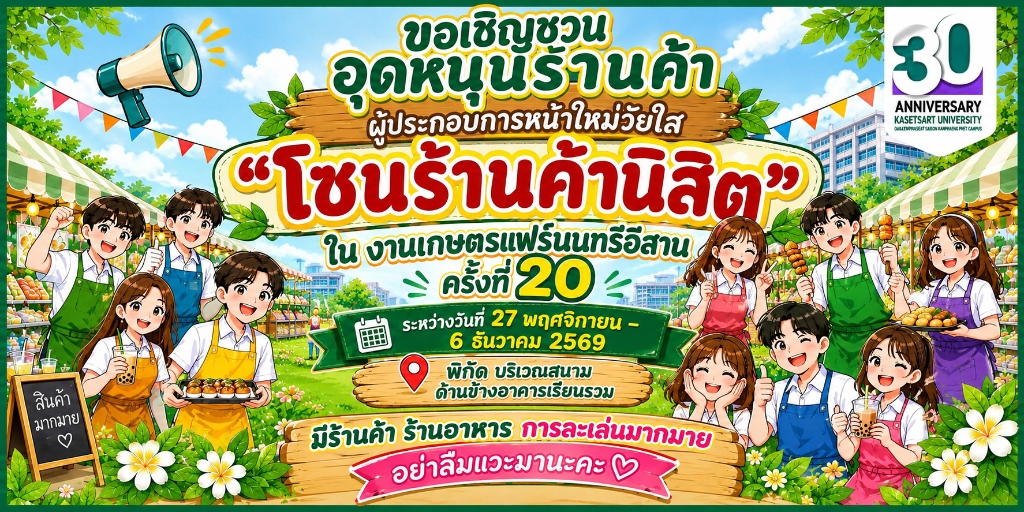 ขอเชิญชวน
อุดหนุนร้านค้า
ผู้ประกอบการหน้าใหม่วัยใส
“โซนร้านค้านิสิต”
ใน งานเกษตรแฟร์นนทรีอีสาน
ครั้งที่ 20
ระหว่างวันที่ 27 พฤศจิกายน –
6 ธันวาคม 2569
พิกัด บริเวณสนาม
ด้านข้างอาคารเรียนรวม
มีร้านค้า ร้านอาหาร การละเล่นมากมาย
อย่าลืมแวะมานะคะ ♡
สินค้า
มากมาย
♡
30
ANNIVERSARY
KASETSART UNIVERSITY